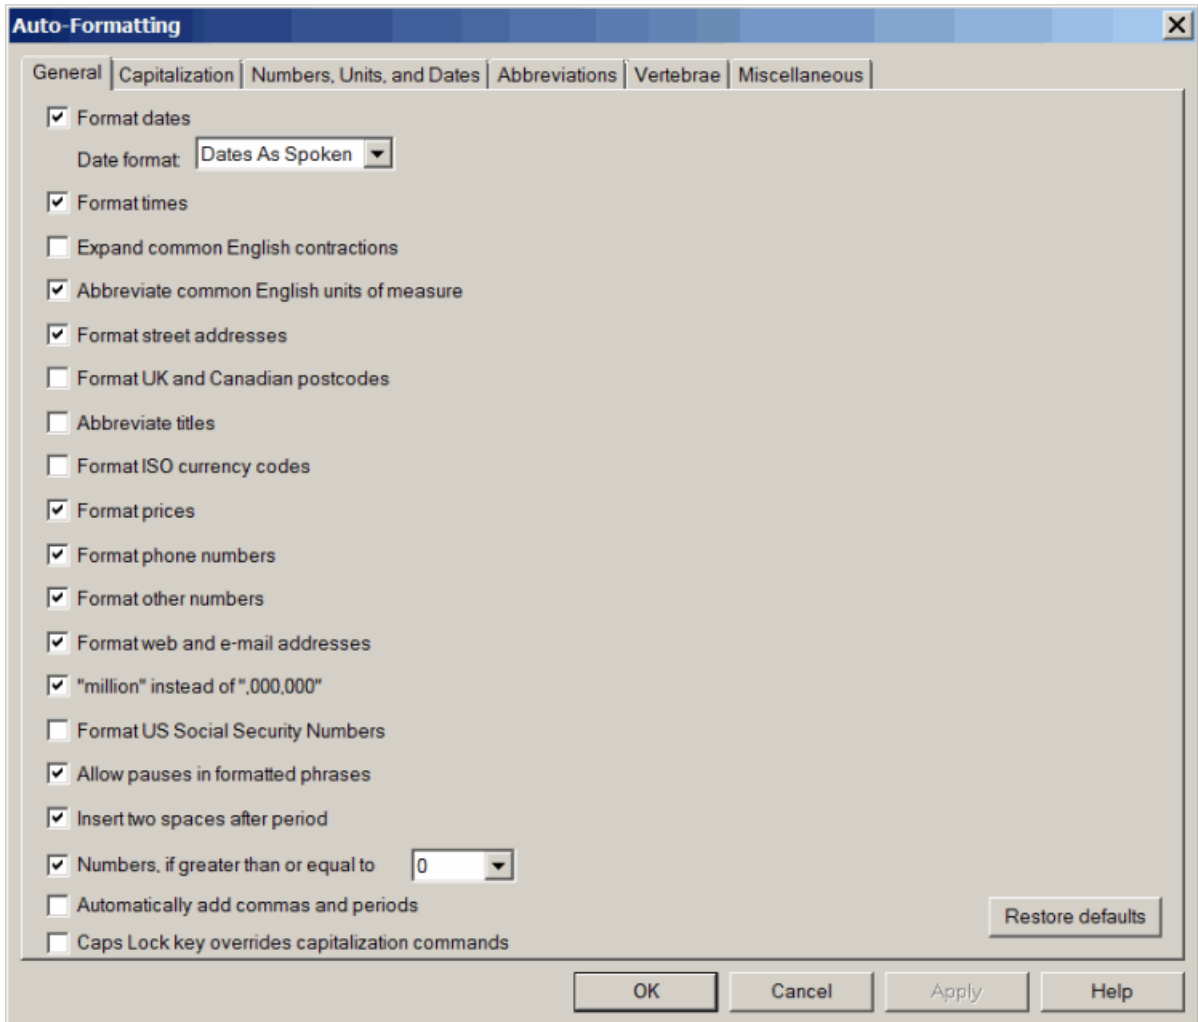 Auto-Formatting
General Capitalization Numbers, Units, and Dates Abbreviations Vertebrae Miscellaneous
Format dates
Date format: Dates As Spoken
Format times
Expand common English contractions
Abbreviate common English units of measure
Format street addresses
Format UK and Canadian postcodes
Abbreviate titles
Format ISO currency codes
Format prices
Format phone numbers
Format other numbers
Format web and e-mail addresses
"million" instead of ",000,000"
Format US Social Security Numbers
Allow pauses in formatted phrases
Insert two spaces after period
Numbers, if greater than or equal to 0
Automatically add commas and periods
Restore defaults
Caps Lock key overrides capitalization commands
OK Cancel Apply Help